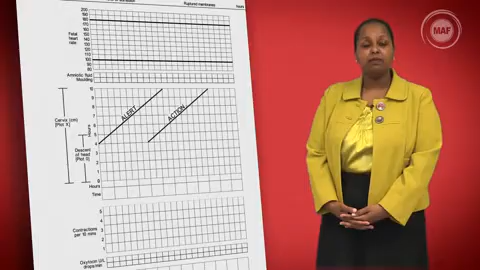 Ruptured membranes
Hours
200
190
180
170
160
150
140
130
120
110
100
90
80
Fetal
heart
rate
Amniotic fluid
Moulding
Cervix (cm)
[Plot X]
Descent
of head
[Plot O]
Hours
10
9
8
7
6
5
4
3
2
1
0
ALERT
ACTION
Hours
Time
Contractions
per 10 mins
5
4
3
2
1
Oxytocin U/L
drops/min
MAF